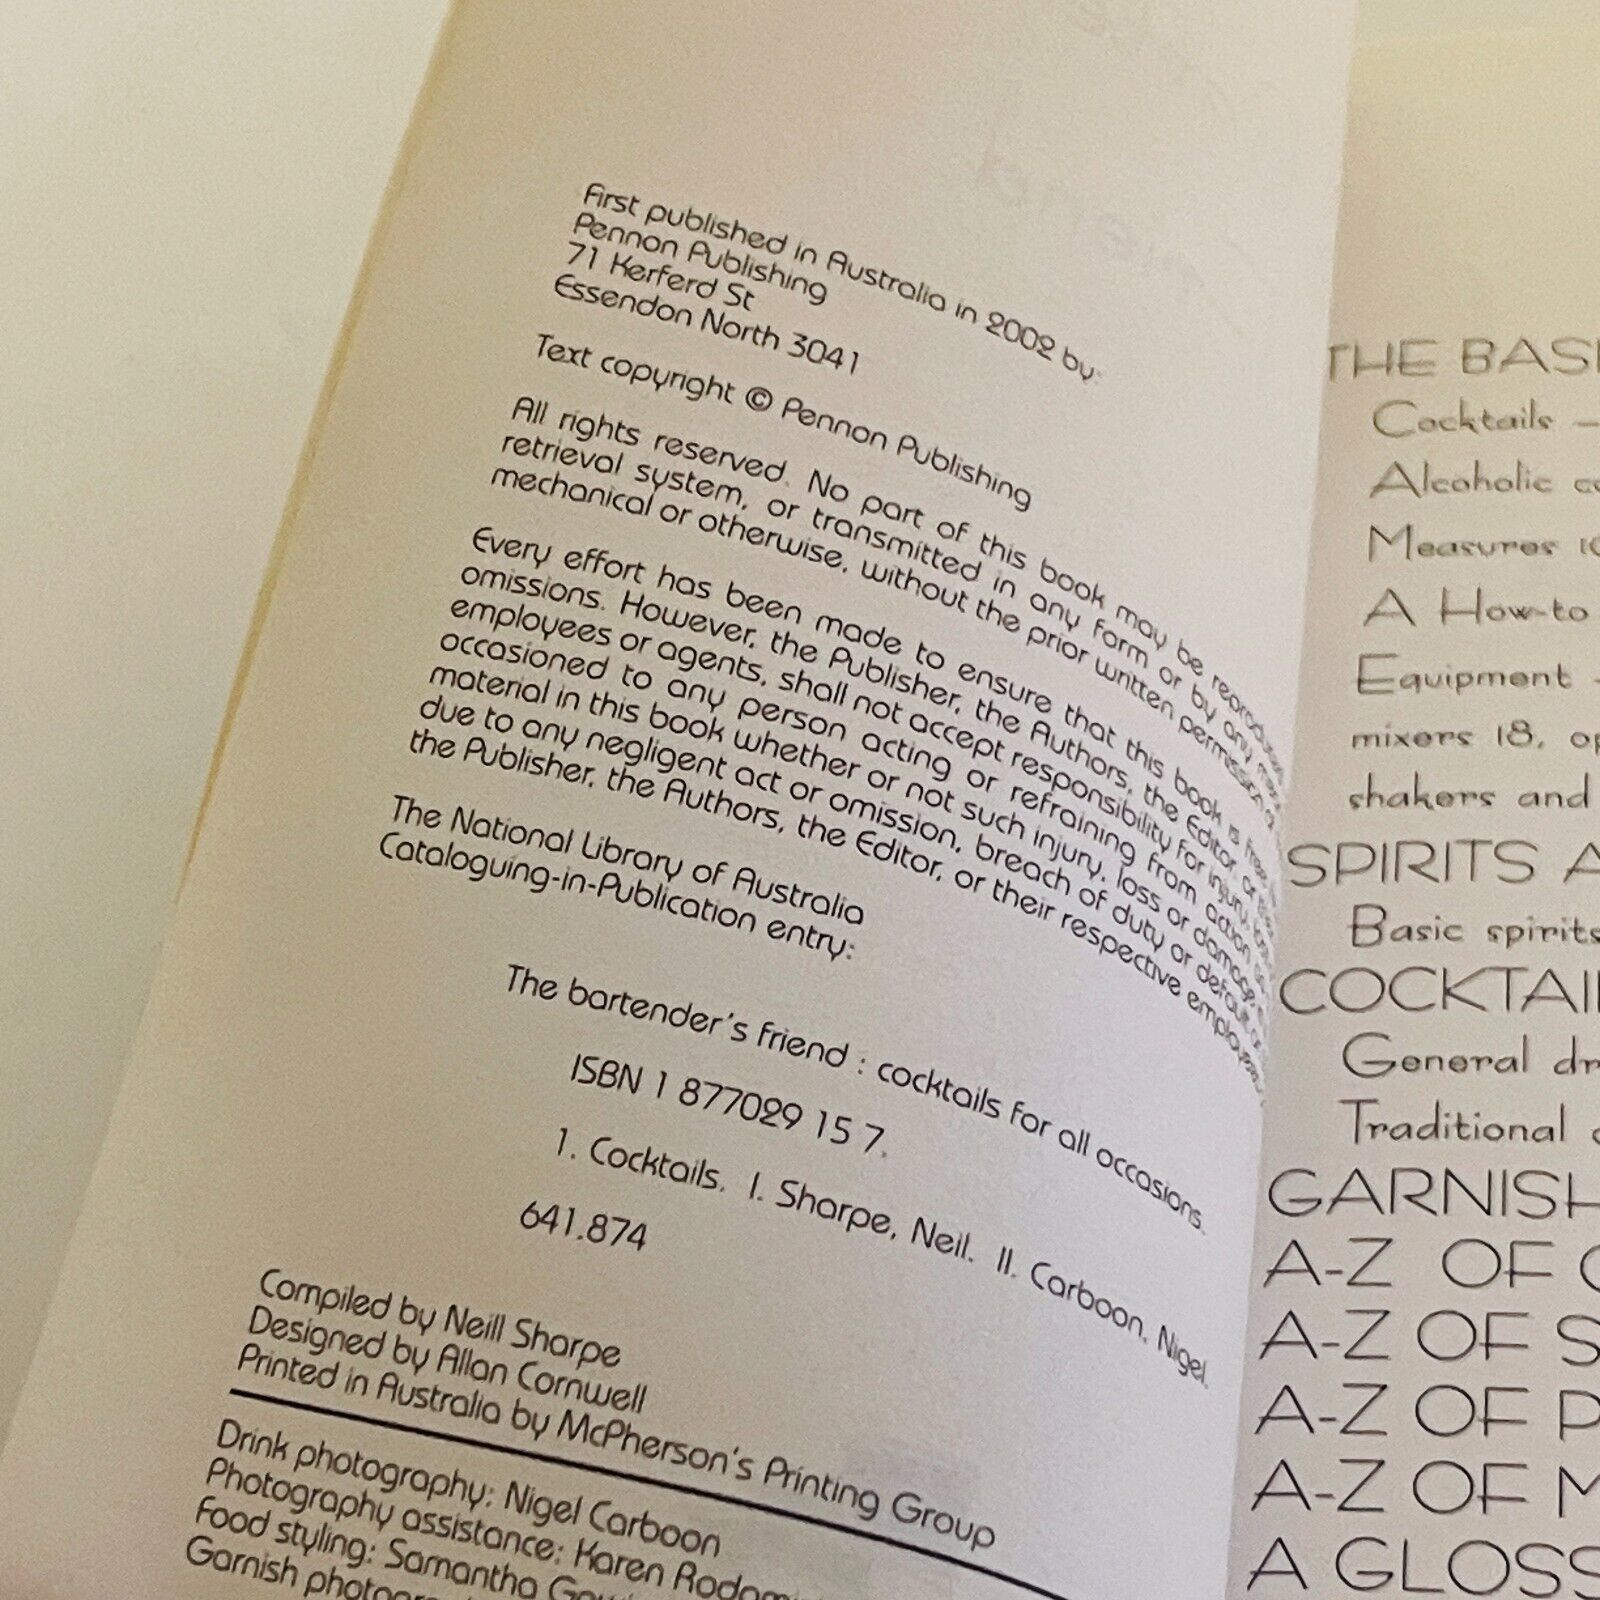 First published in Australia in 2002 by:
Pennon Publishing
71 Kerferd St
Essendon North 3041
Text copyright © Pennon Publishing
All rights reserved. No part of this book may be
retrieval system, or transmitted in any form or by any
mechanical or otherwise, without the prior written permission
Every effort has been made to ensure that this book is free
omissions. However, the Publisher, the Authors, the Editor, or
employees or agents, shall not accept responsibility for injury,
occasioned to any person acting or refraining from action
material in this book whether or not such injury, loss or damage,
due to any negligent act or omission, breach of duty or default
the Publisher, the Authors, the Editor, or their respective
The National Library of Australia
Cataloguing-in-Publication entry:
The bartender's friend : cocktails for all occasions.
ISBN 1 877029 15 7.
1. Cocktails. I. Sharpe, Neil. II. Carboon, Nigel.
641.874
Compiled by Neill Sharpe
Designed by Allan Cornwell
Printed in Australia by McPherson's Printing Group
Drink photography: Nigel Carboon
Photography assistance: Karen
Food styling: Samantha
Garnish
THE
Cocktails –
Alcoholic
Measures
A How-to
Equipment
mixers 18,
shakers and
SPIRITS
Basic spirits
General
Traditional
A-Z OF
A-Z OF
A-Z OF
A-Z OF
A